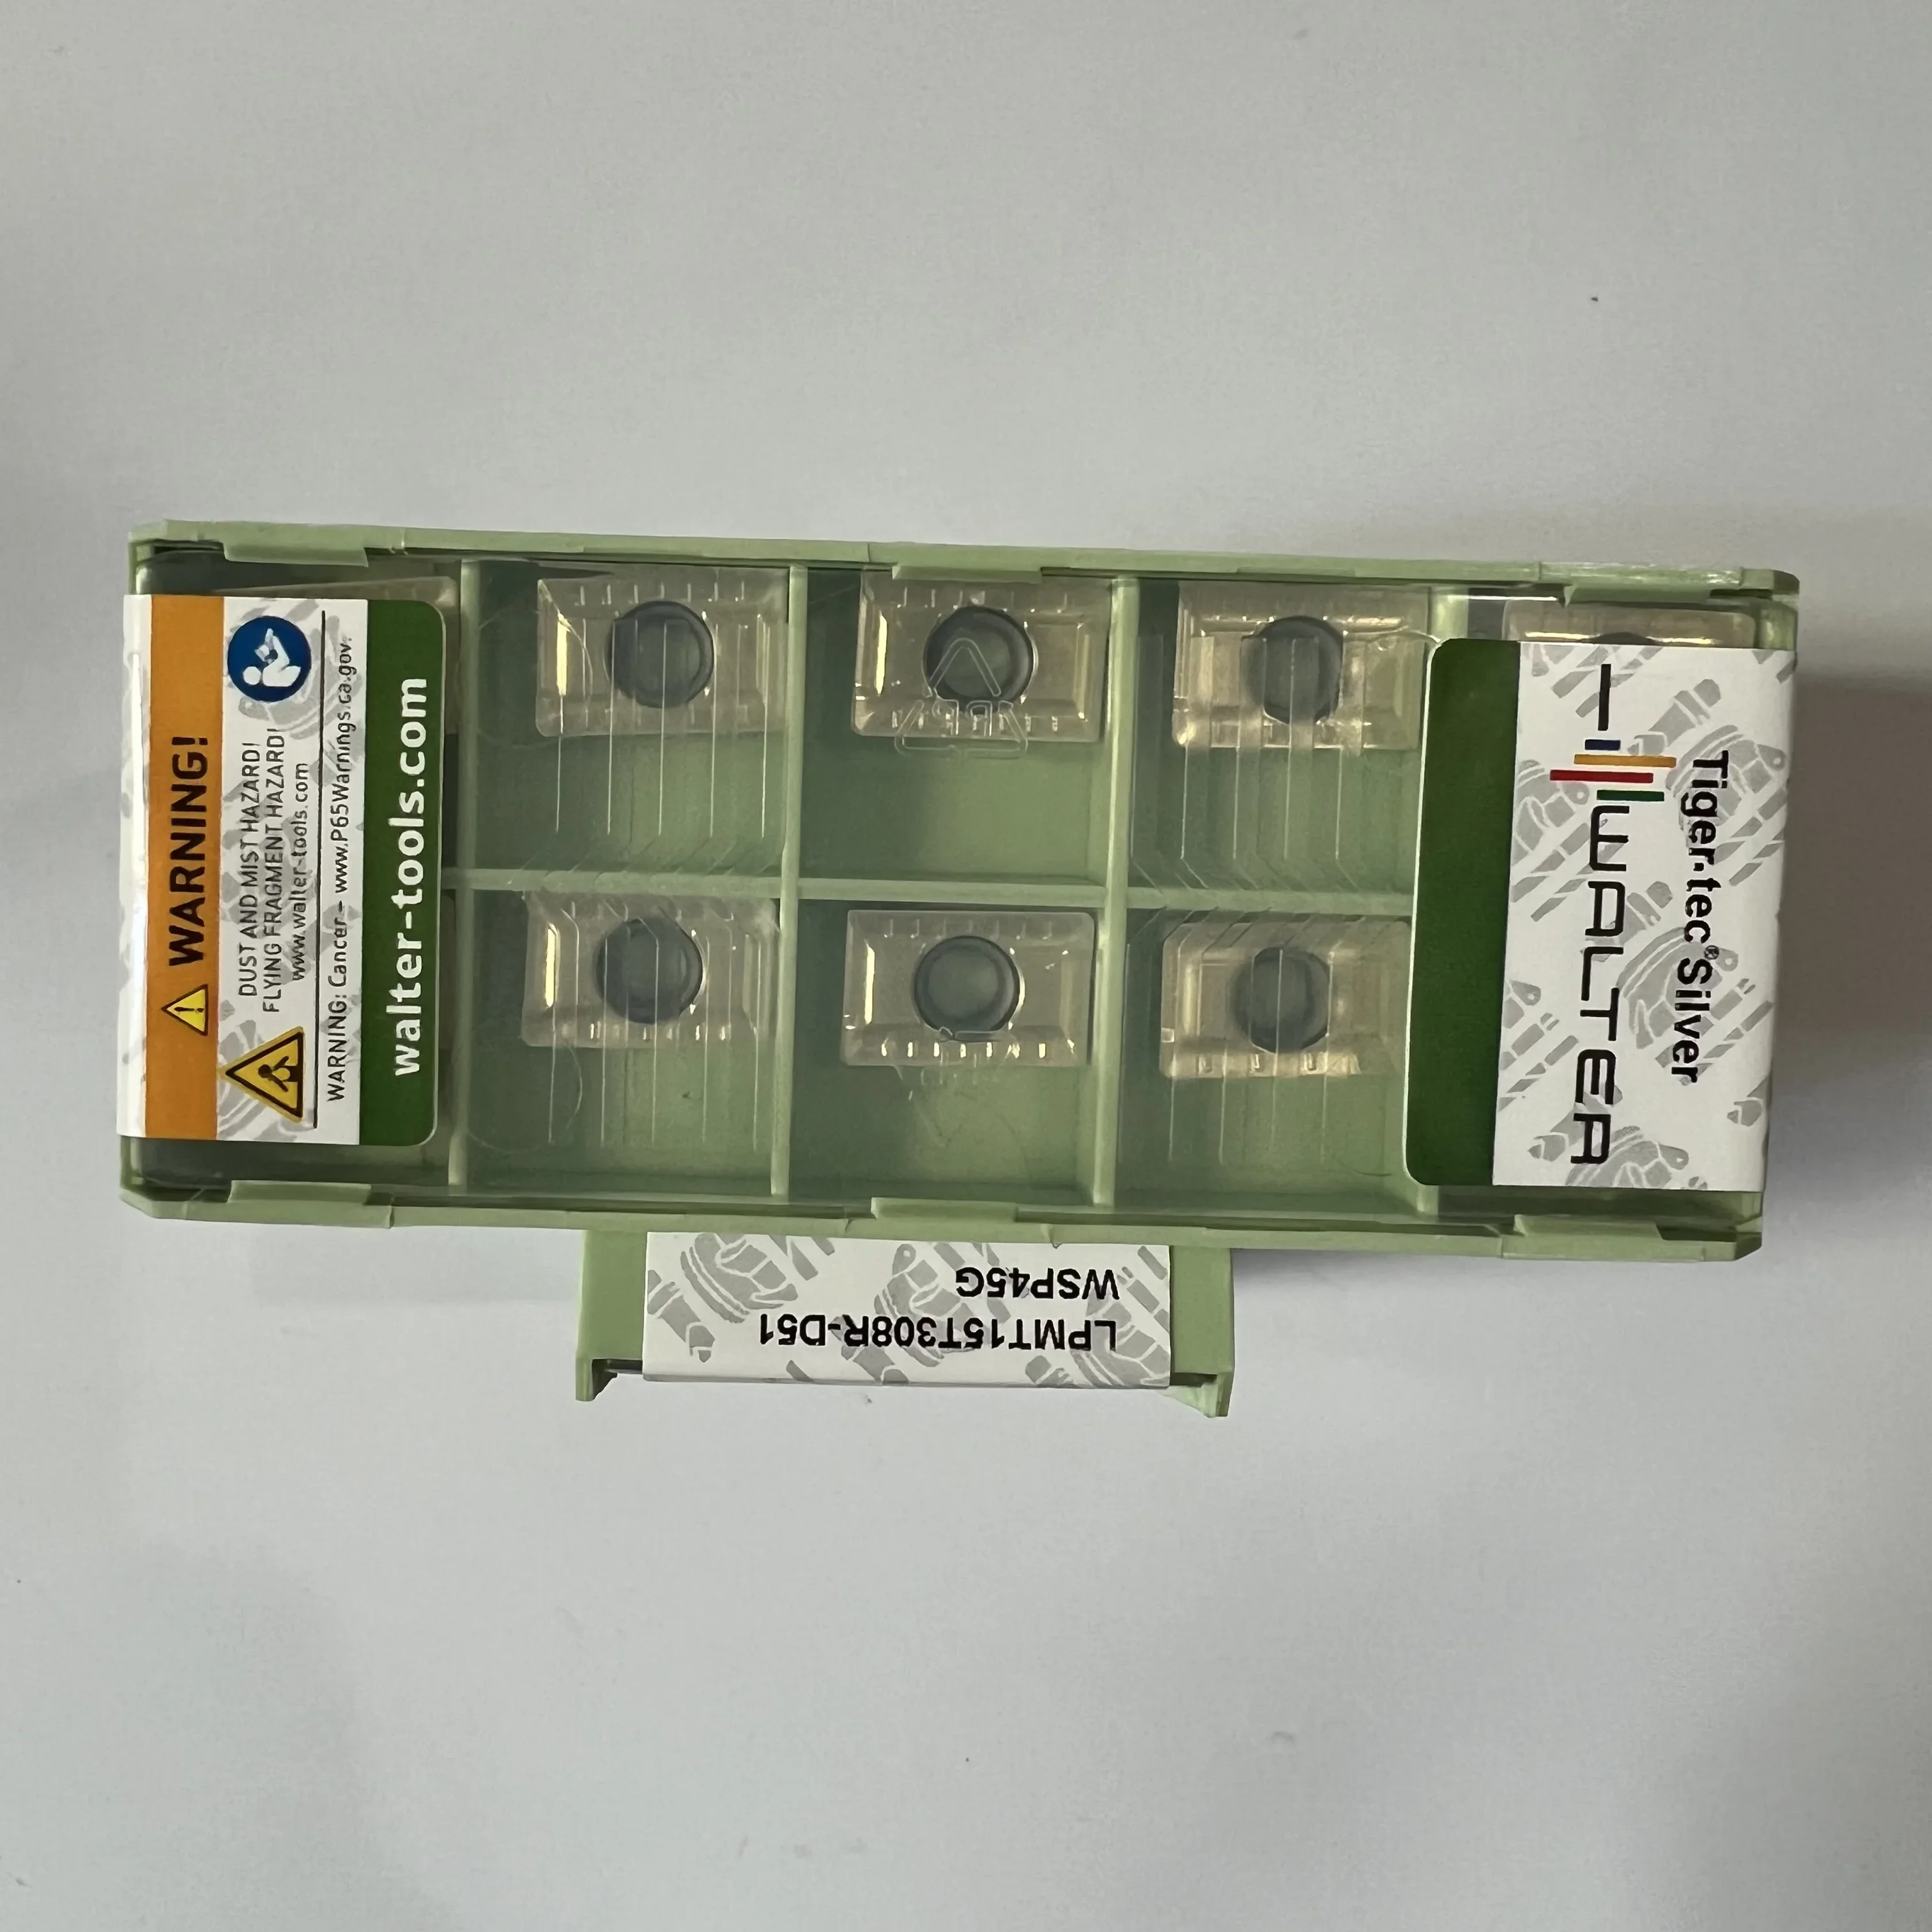 WARNING!
DUST AND MIST HAZARD!
FLYING FRAGMENT HAZARD!
www.walter-tools.com
WARNING: Cancer – www.P65Warnings.ca.gov.
walter-tools.com
Tiger·tec®Silver
WALTER
LPMT15T308R-D51
WSP45G